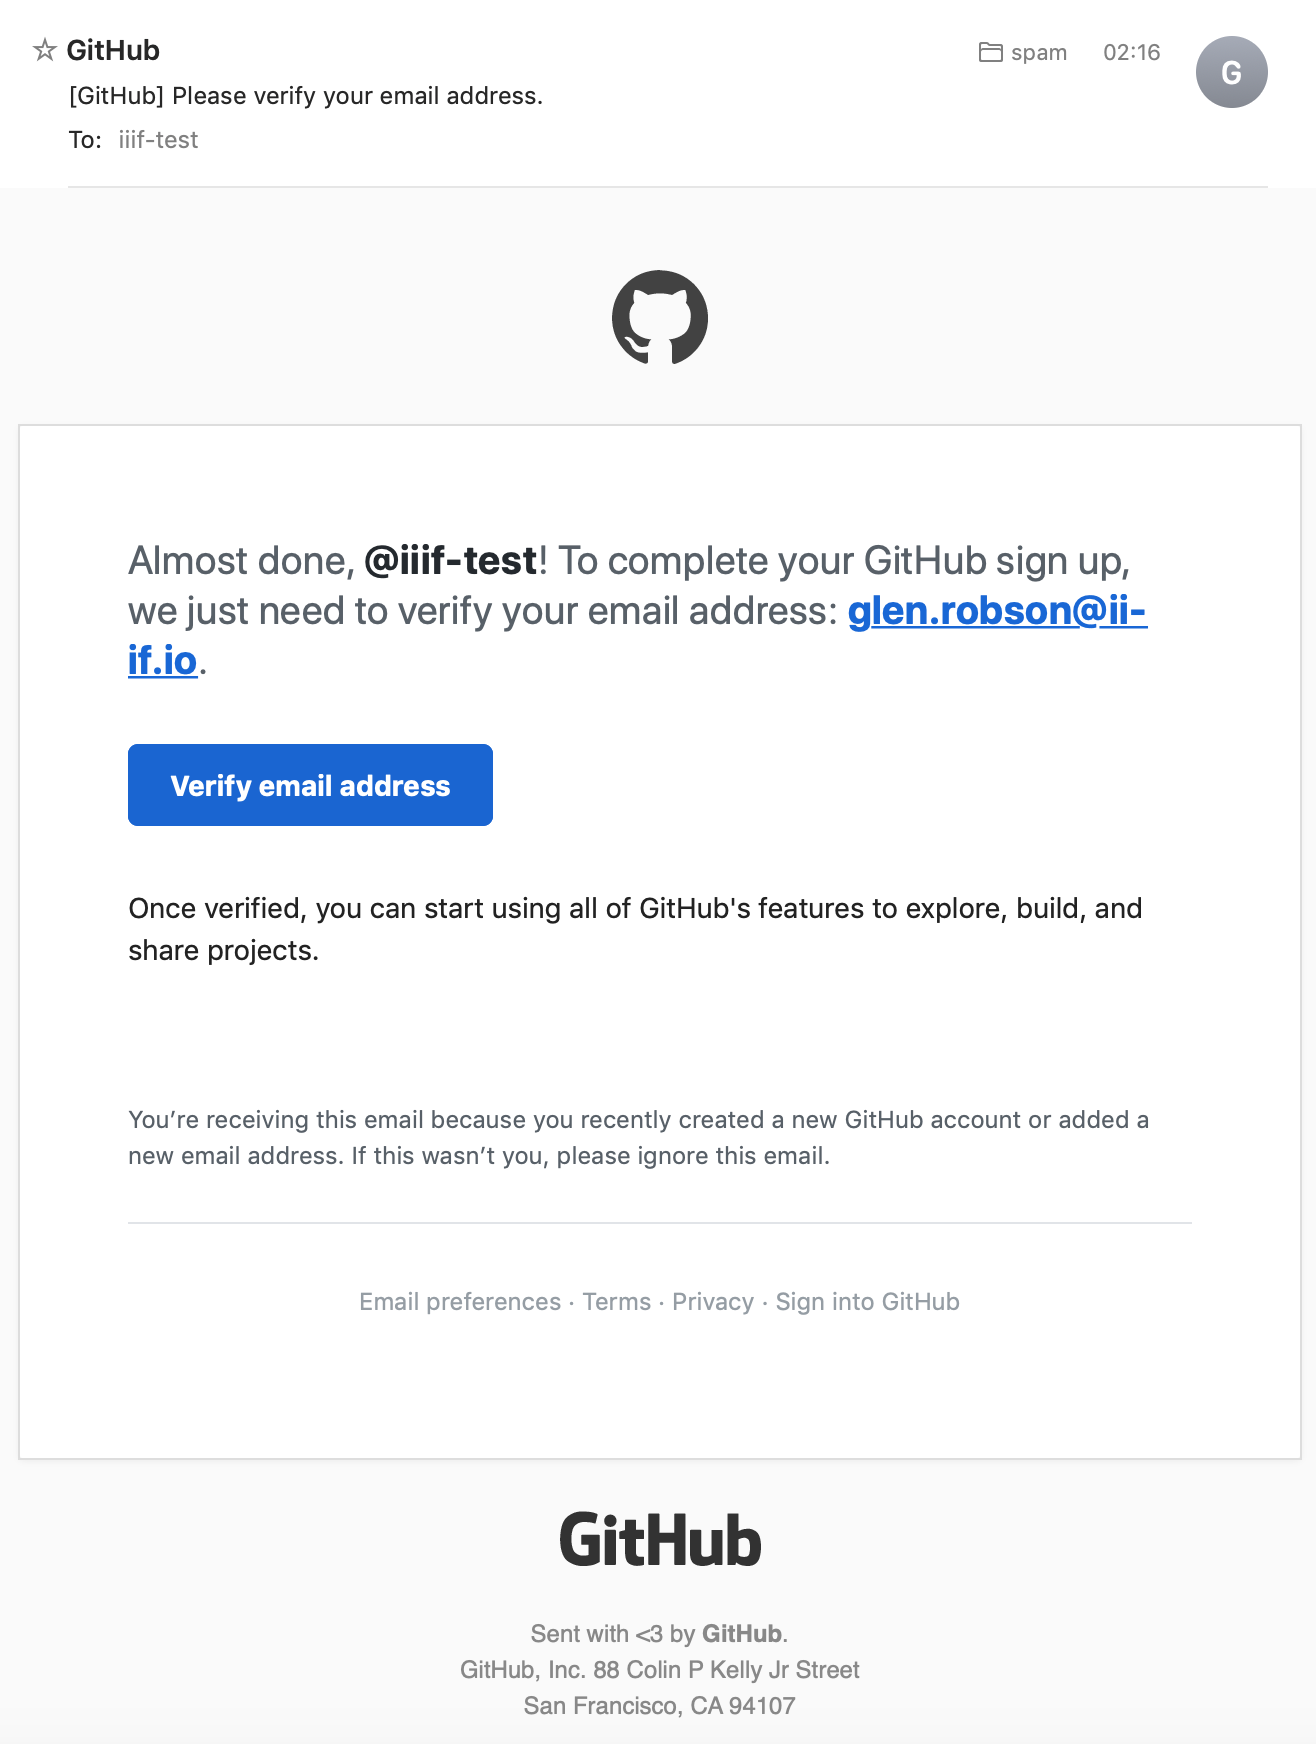 ☆ GitHub spam 02:16 G
[GitHub] Please verify your email address.
To: iiif-test
Almost done, @iiif-test! To complete your GitHub sign up,
we just need to verify your email address: glen.robson@ii-
if.io.
Verify email address
Once verified, you can start using all of GitHub's features to explore, build, and
share projects.
You’re receiving this email because you recently created a new GitHub account or added a
new email address. If this wasn’t you, please ignore this email.
Email preferences · Terms · Privacy · Sign into GitHub
GitHub
Sent with <3 by GitHub.
GitHub, Inc. 88 Colin P Kelly Jr Street
San Francisco, CA 94107